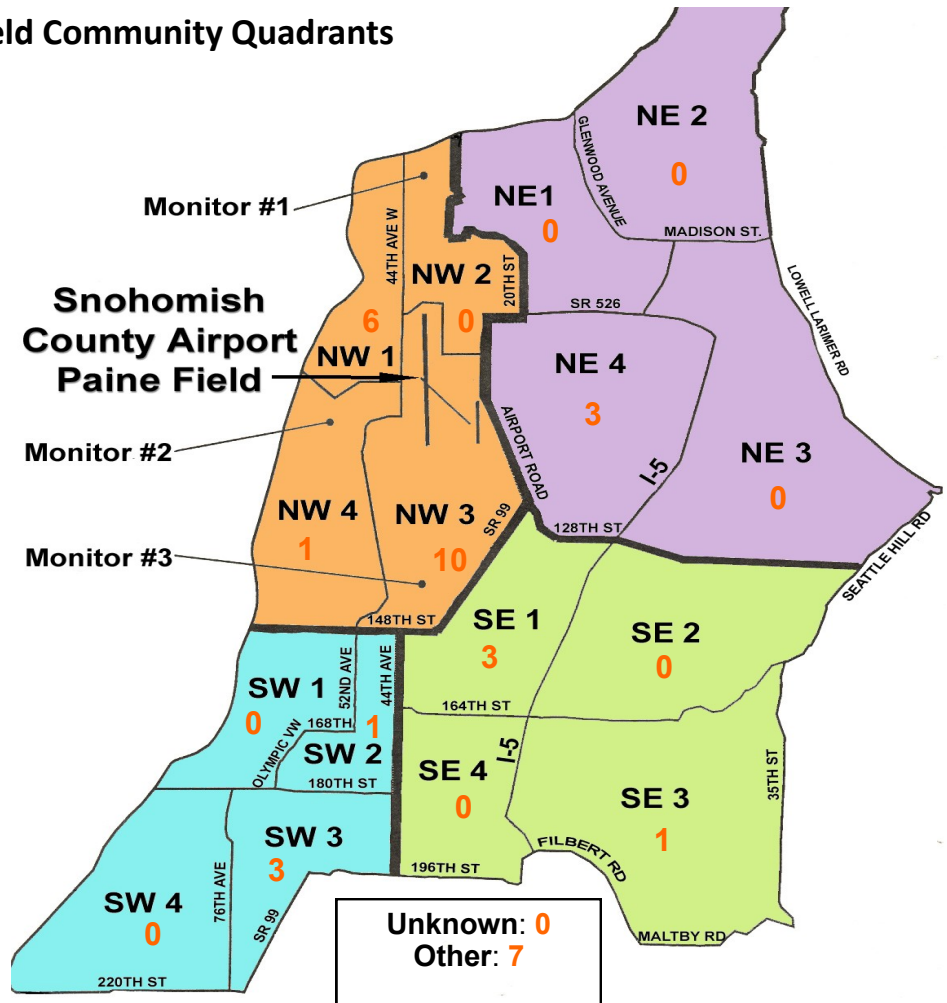 eld Community Quadrants
NE 2
0
GLENWOOD AVENUE
Monitor #1
NE1
0
MADISON ST.
44TH AVE W
NW 2
0
20TH ST
LOWELL LARIMER RD
SR 526
Snohomish
County Airport
Paine Field
6
NW 1
NE 4
3
AIRPORT ROAD
I-5
Monitor #2
NE 3
0
NW 4
1
NW 3
10
SR 99
128TH ST
SEATTLE HILL RD
Monitor #3
148TH ST
SE 1
3
SE 2
0
52ND AVE
44TH AVE
SW 1
0
168TH
1
SW 2
OLYMPIC VW
164TH ST
I-5
180TH ST
SE 4
0
SE 3
1
35TH ST
SW 3
3
76TH AVE
SR 99
196TH ST
FILBERT RD
SW 4
0
MALTBY RD
220TH ST
Unknown: 0
Other: 7